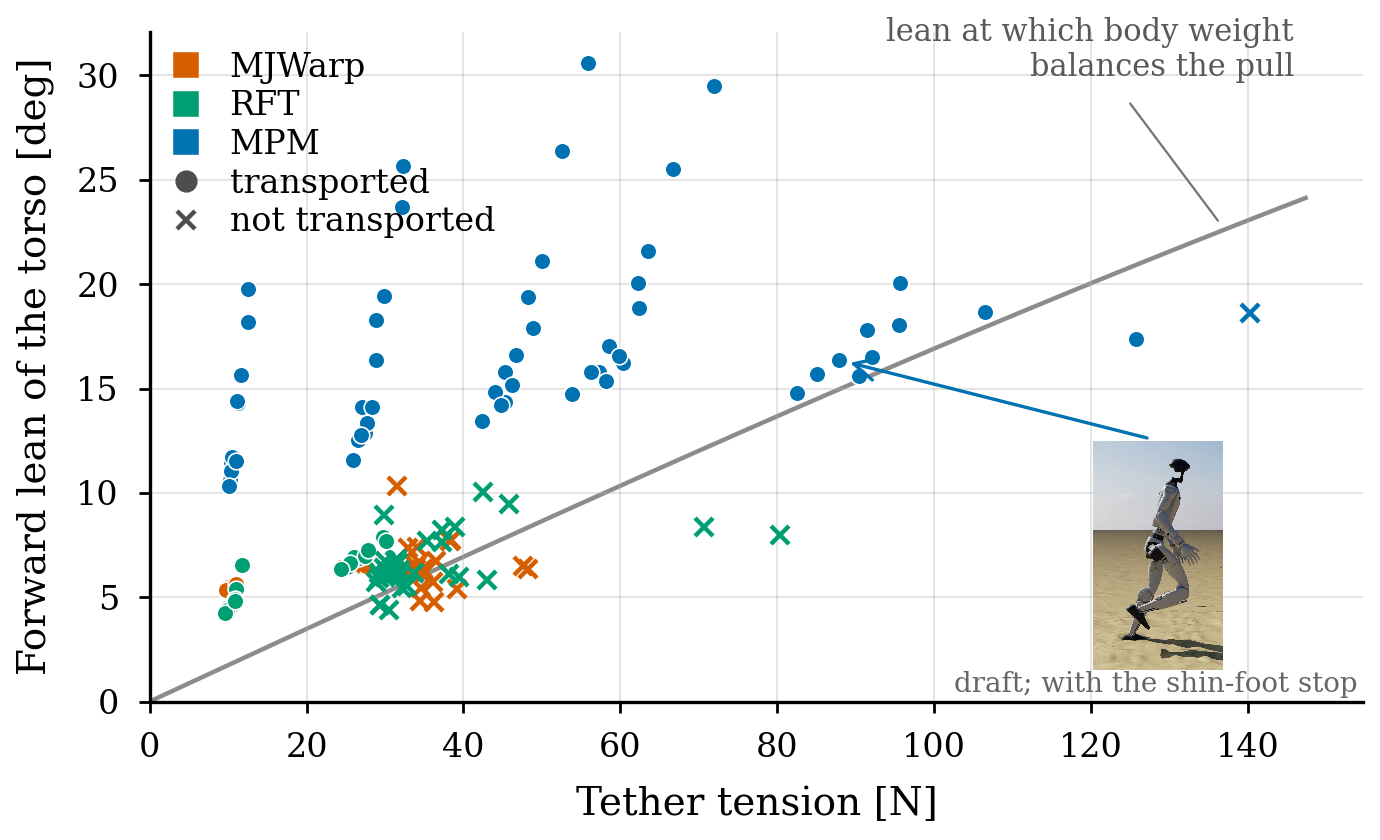 lean at which body weight
balances the pull
MJWarp
RFT
MPM
transported
not transported
Forward lean of the torso [deg]
30
25
20
15
10
5
0
draft; with the shin-foot stop
0 20 40 60 80 100 120 140
Tether tension [N]